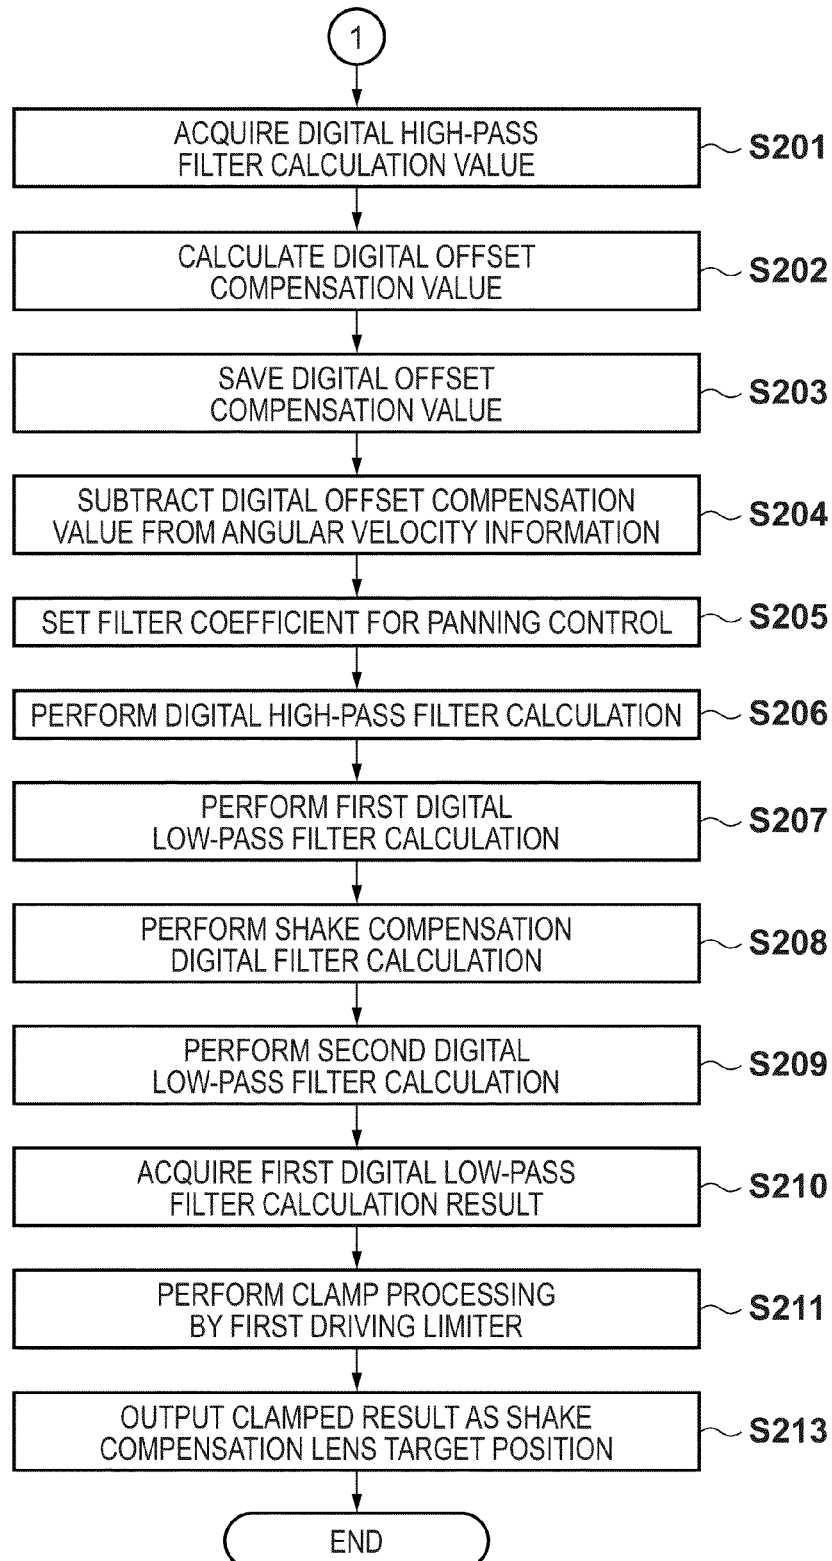 1
ACQUIRE DIGITAL HIGH-PASS
FILTER CALCULATION VALUE
S201
CALCULATE DIGITAL OFFSET
COMPENSATION VALUE
S202
SAVE DIGITAL OFFSET
COMPENSATION VALUE
S203
SUBTRACT DIGITAL OFFSET COMPENSATION
VALUE FROM ANGULAR VELOCITY INFORMATION
S204
SET FILTER COEFFICIENT FOR PANNING CONTROL
S205
PERFORM DIGITAL HIGH-PASS FILTER CALCULATION
S206
PERFORM FIRST DIGITAL
LOW-PASS FILTER CALCULATION
S207
PERFORM SHAKE COMPENSATION
DIGITAL FILTER CALCULATION
S208
PERFORM SECOND DIGITAL
LOW-PASS FILTER CALCULATION
S209
ACQUIRE FIRST DIGITAL LOW-PASS
FILTER CALCULATION RESULT
S210
PERFORM CLAMP PROCESSING
BY FIRST DRIVING LIMITER
S211
OUTPUT CLAMPED RESULT AS SHAKE
COMPENSATION LENS TARGET POSITION
S213
END